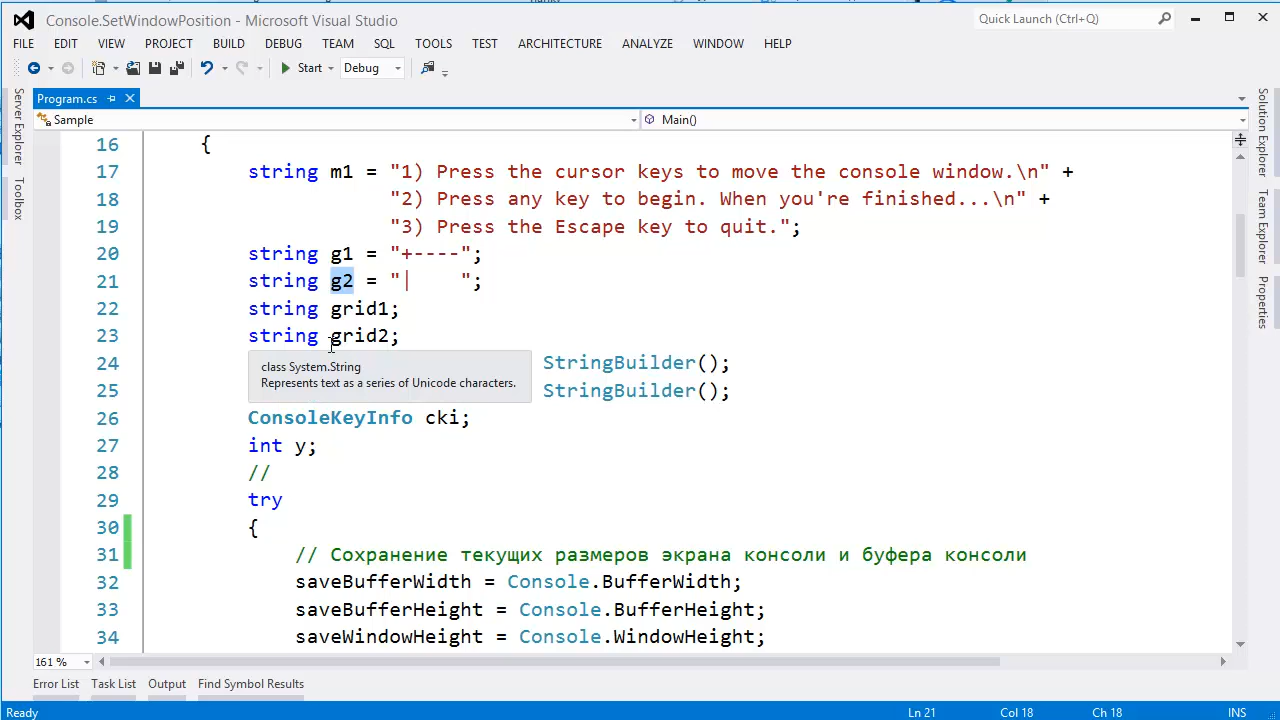 Console.SetWindowPosition - Microsoft Visual Studio
Quick Launch (Ctrl+Q)
FILE EDIT VIEW PROJECT BUILD DEBUG TEAM SQL TOOLS TEST ARCHITECTURE ANALYZE WINDOW HELP
Start Debug
Server Explorer
Toolbox
Program.cs
Sample Main()
16 {
17 string m1 = "1) Press the cursor keys to move the console window.\n" +
18 "2) Press any key to begin. When you're finished...\n" +
19 "3) Press the Escape key to quit.";
20 string g1 = "+----";
21 string g2 = "|    ";
22 string grid1;
23 string grid2;
24 StringBuilder();
class System.String
Represents text as a series of Unicode characters.
25 StringBuilder();
26 ConsoleKeyInfo cki;
27 int y;
28 //
29 try
30 {
31 // Сохранение текущих размеров экрана консоли и буфера консоли
32 saveBufferWidth = Console.BufferWidth;
33 saveBufferHeight = Console.BufferHeight;
34 saveWindowHeight = Console.WindowHeight;
Solution Explorer
Team Explorer
Properties
161 %
Error List Task List Output Find Symbol Results
Ready Ln 21 Col 18 Ch 18 INS